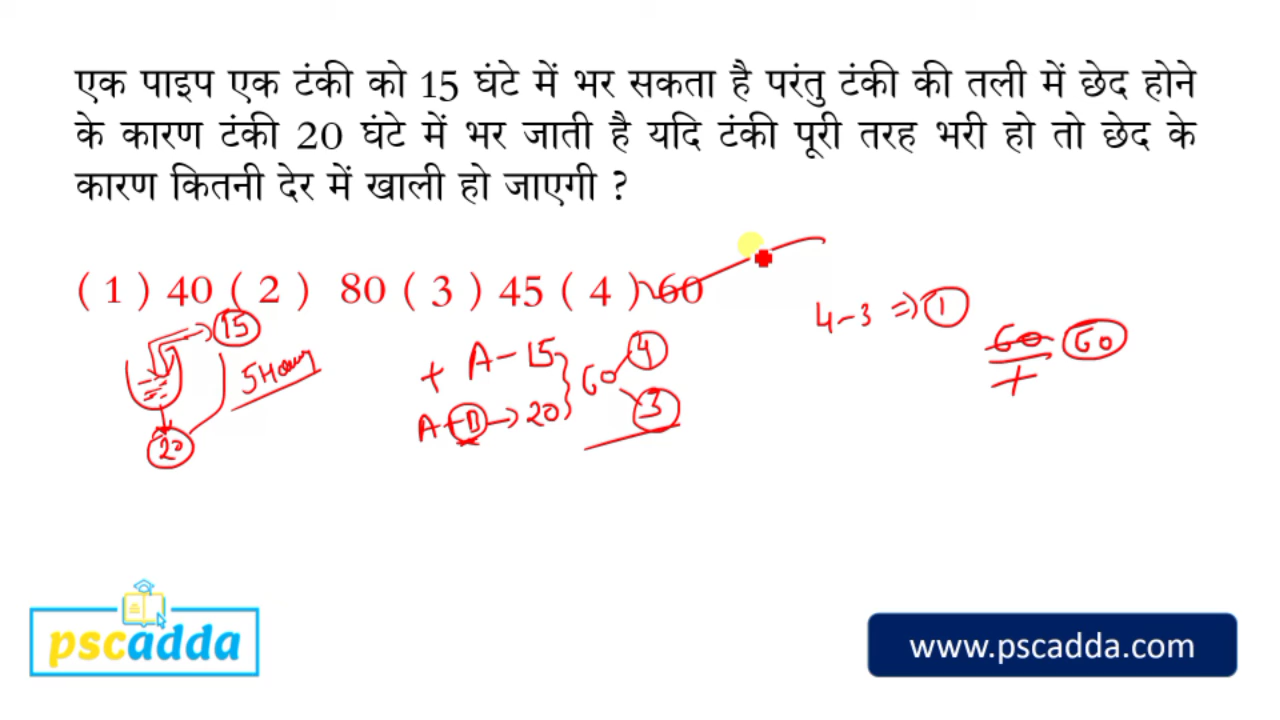 एक पाइप एक टंकी को 15 घंटे में भर सकता है परंतु टंकी की तली में छेद होने
के कारण टंकी 20 घंटे में भर जाती है यदि टंकी पूरी तरह भरी हो तो छेद के
कारण कितनी देर में खाली हो जाएगी ?
( 1 ) 40 ( 2 ) 80 ( 3 ) 45 ( 4 ) 60
15
5 Hour
20
+ A - 15
A + B → 20
60
4
3
4 - 3 ⇒ 1
60
1
60
pscadda
www.pscadda.com